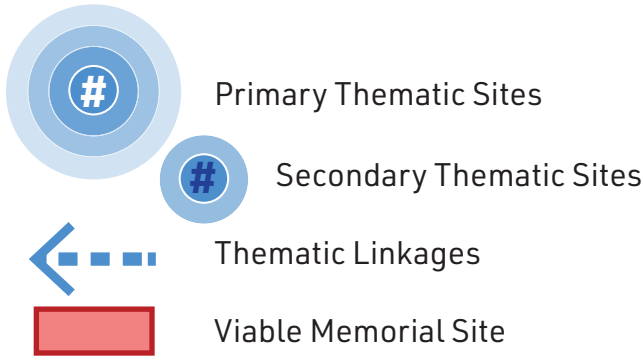 # Primary Thematic Sites
# Secondary Thematic Sites
Thematic Linkages
Viable Memorial Site